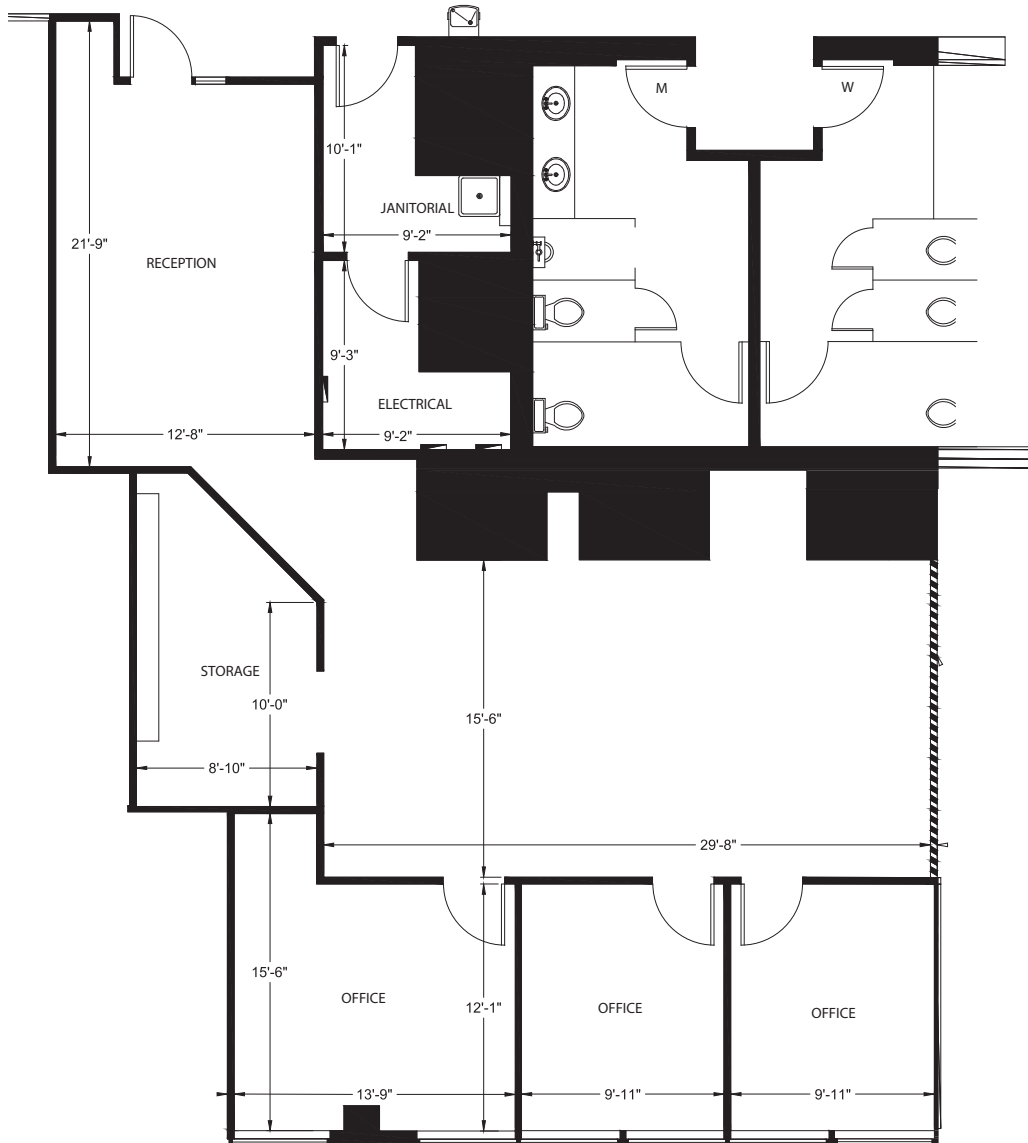 M
W
10'-1"
JANITORIAL
9'-2"
21'-9"
RECEPTION
9'-3"
ELECTRICAL
12'-8"
9'-2"
STORAGE
10'-0"
15'-6"
8'-10"
29'-8"
15'-6"
OFFICE
12'-1"
OFFICE
OFFICE
13'-9"
9'-11"
9'-11"